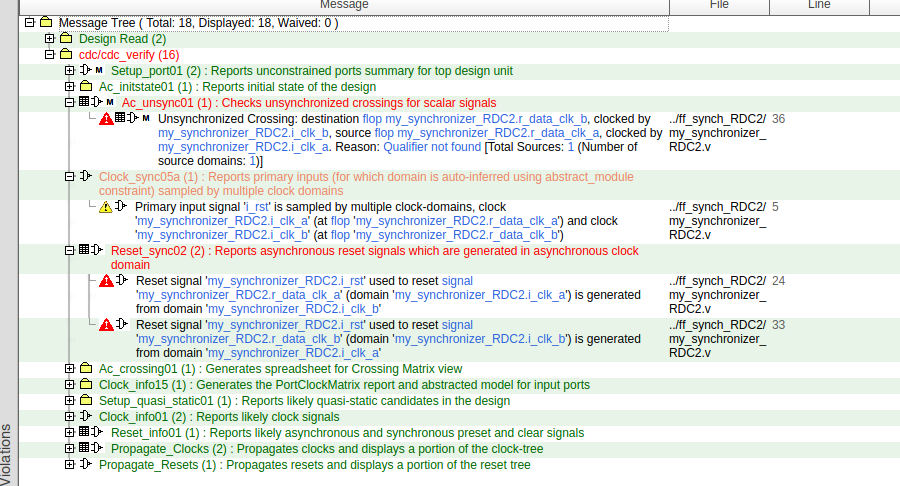 Message File Line
Message Tree ( Total: 18, Displayed: 18, Waived: 0 )
Design Read (2)
cdc/cdc_verify (16)
M Setup_port01 (2) : Reports unconstrained ports summary for top design unit
Ac_initstate01 (1) : Reports initial state of the design
M Ac_unsync01 (1) : Checks unsynchronized crossings for scalar signals
M Unsynchronized Crossing: destination flop my_synchronizer_RDC2.r_data_clk_b, clocked by ../ff_synch_RDC2/ 36
my_synchronizer_RDC2.i_clk_b, source flop my_synchronizer_RDC2.r_data_clk_a, clocked by my_synchronizer_
my_synchronizer_RDC2.i_clk_a. Reason: Qualifier not found [Total Sources: 1 (Number of RDC2.v
source domains: 1)]
Clock_sync05a (1) : Reports primary inputs (for which domain is auto-inferred using abstract_module
constraint) sampled by multiple clock domains
Primary input signal 'i_rst' is sampled by multiple clock-domains, clock ../ff_synch_RDC2/ 5
'my_synchronizer_RDC2.i_clk_a' (at flop 'my_synchronizer_RDC2.r_data_clk_a') and clock my_synchronizer_
'my_synchronizer_RDC2.i_clk_b' (at flop 'my_synchronizer_RDC2.r_data_clk_b') RDC2.v
Reset_sync02 (2) : Reports asynchronous reset signals which are generated in asynchronous clock
domain
Reset signal 'my_synchronizer_RDC2.i_rst' used to reset signal ../ff_synch_RDC2/ 24
'my_synchronizer_RDC2.r_data_clk_a' (domain 'my_synchronizer_RDC2.i_clk_a') is generated my_synchronizer_
from domain 'my_synchronizer_RDC2.i_clk_b' RDC2.v
Reset signal 'my_synchronizer_RDC2.i_rst' used to reset signal ../ff_synch_RDC2/ 33
'my_synchronizer_RDC2.r_data_clk_b' (domain 'my_synchronizer_RDC2.i_clk_b') is generated my_synchronizer_
from domain 'my_synchronizer_RDC2.i_clk_a' RDC2.v
Ac_crossing01 (1) : Generates spreadsheet for Crossing Matrix view
Clock_info15 (1) : Generates the PortClockMatrix report and abstracted model for input ports
Setup_quasi_static01 (1) : Reports likely quasi-static candidates in the design
Clock_info01 (2) : Reports likely clock signals
Reset_info01 (1) : Reports likely asynchronous and synchronous preset and clear signals
Propagate_Clocks (2) : Propagates clocks and displays a portion of the clock-tree
Propagate_Resets (1) : Propagates resets and displays a portion of the reset tree
Violations